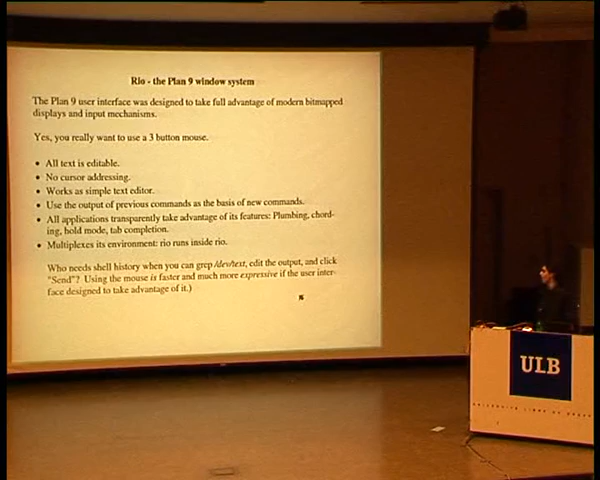 Rio - the Plan 9 window system
The Plan 9 user interface was designed to take full advantage of modern bitmapped
displays and input mechanisms.
Yes, you really want to use a 3 button mouse.
• All text is editable.
• No cursor addressing.
• Works as simple text editor.
• Use the output of previous commands as the basis of new commands.
• All applications transparently take advantage of its features: Plumbing, chord-
ing, hold mode, tab completion.
• Multiplexes its environment: rio runs inside rio.
Who needs shell history when you can grep /dev/text, edit the output, and click
"Send"? Using the mouse is faster and much more expressive if the user inter-
face designed to take advantage of it.)
ULB
UNIVERSITÉ LIBRE DE